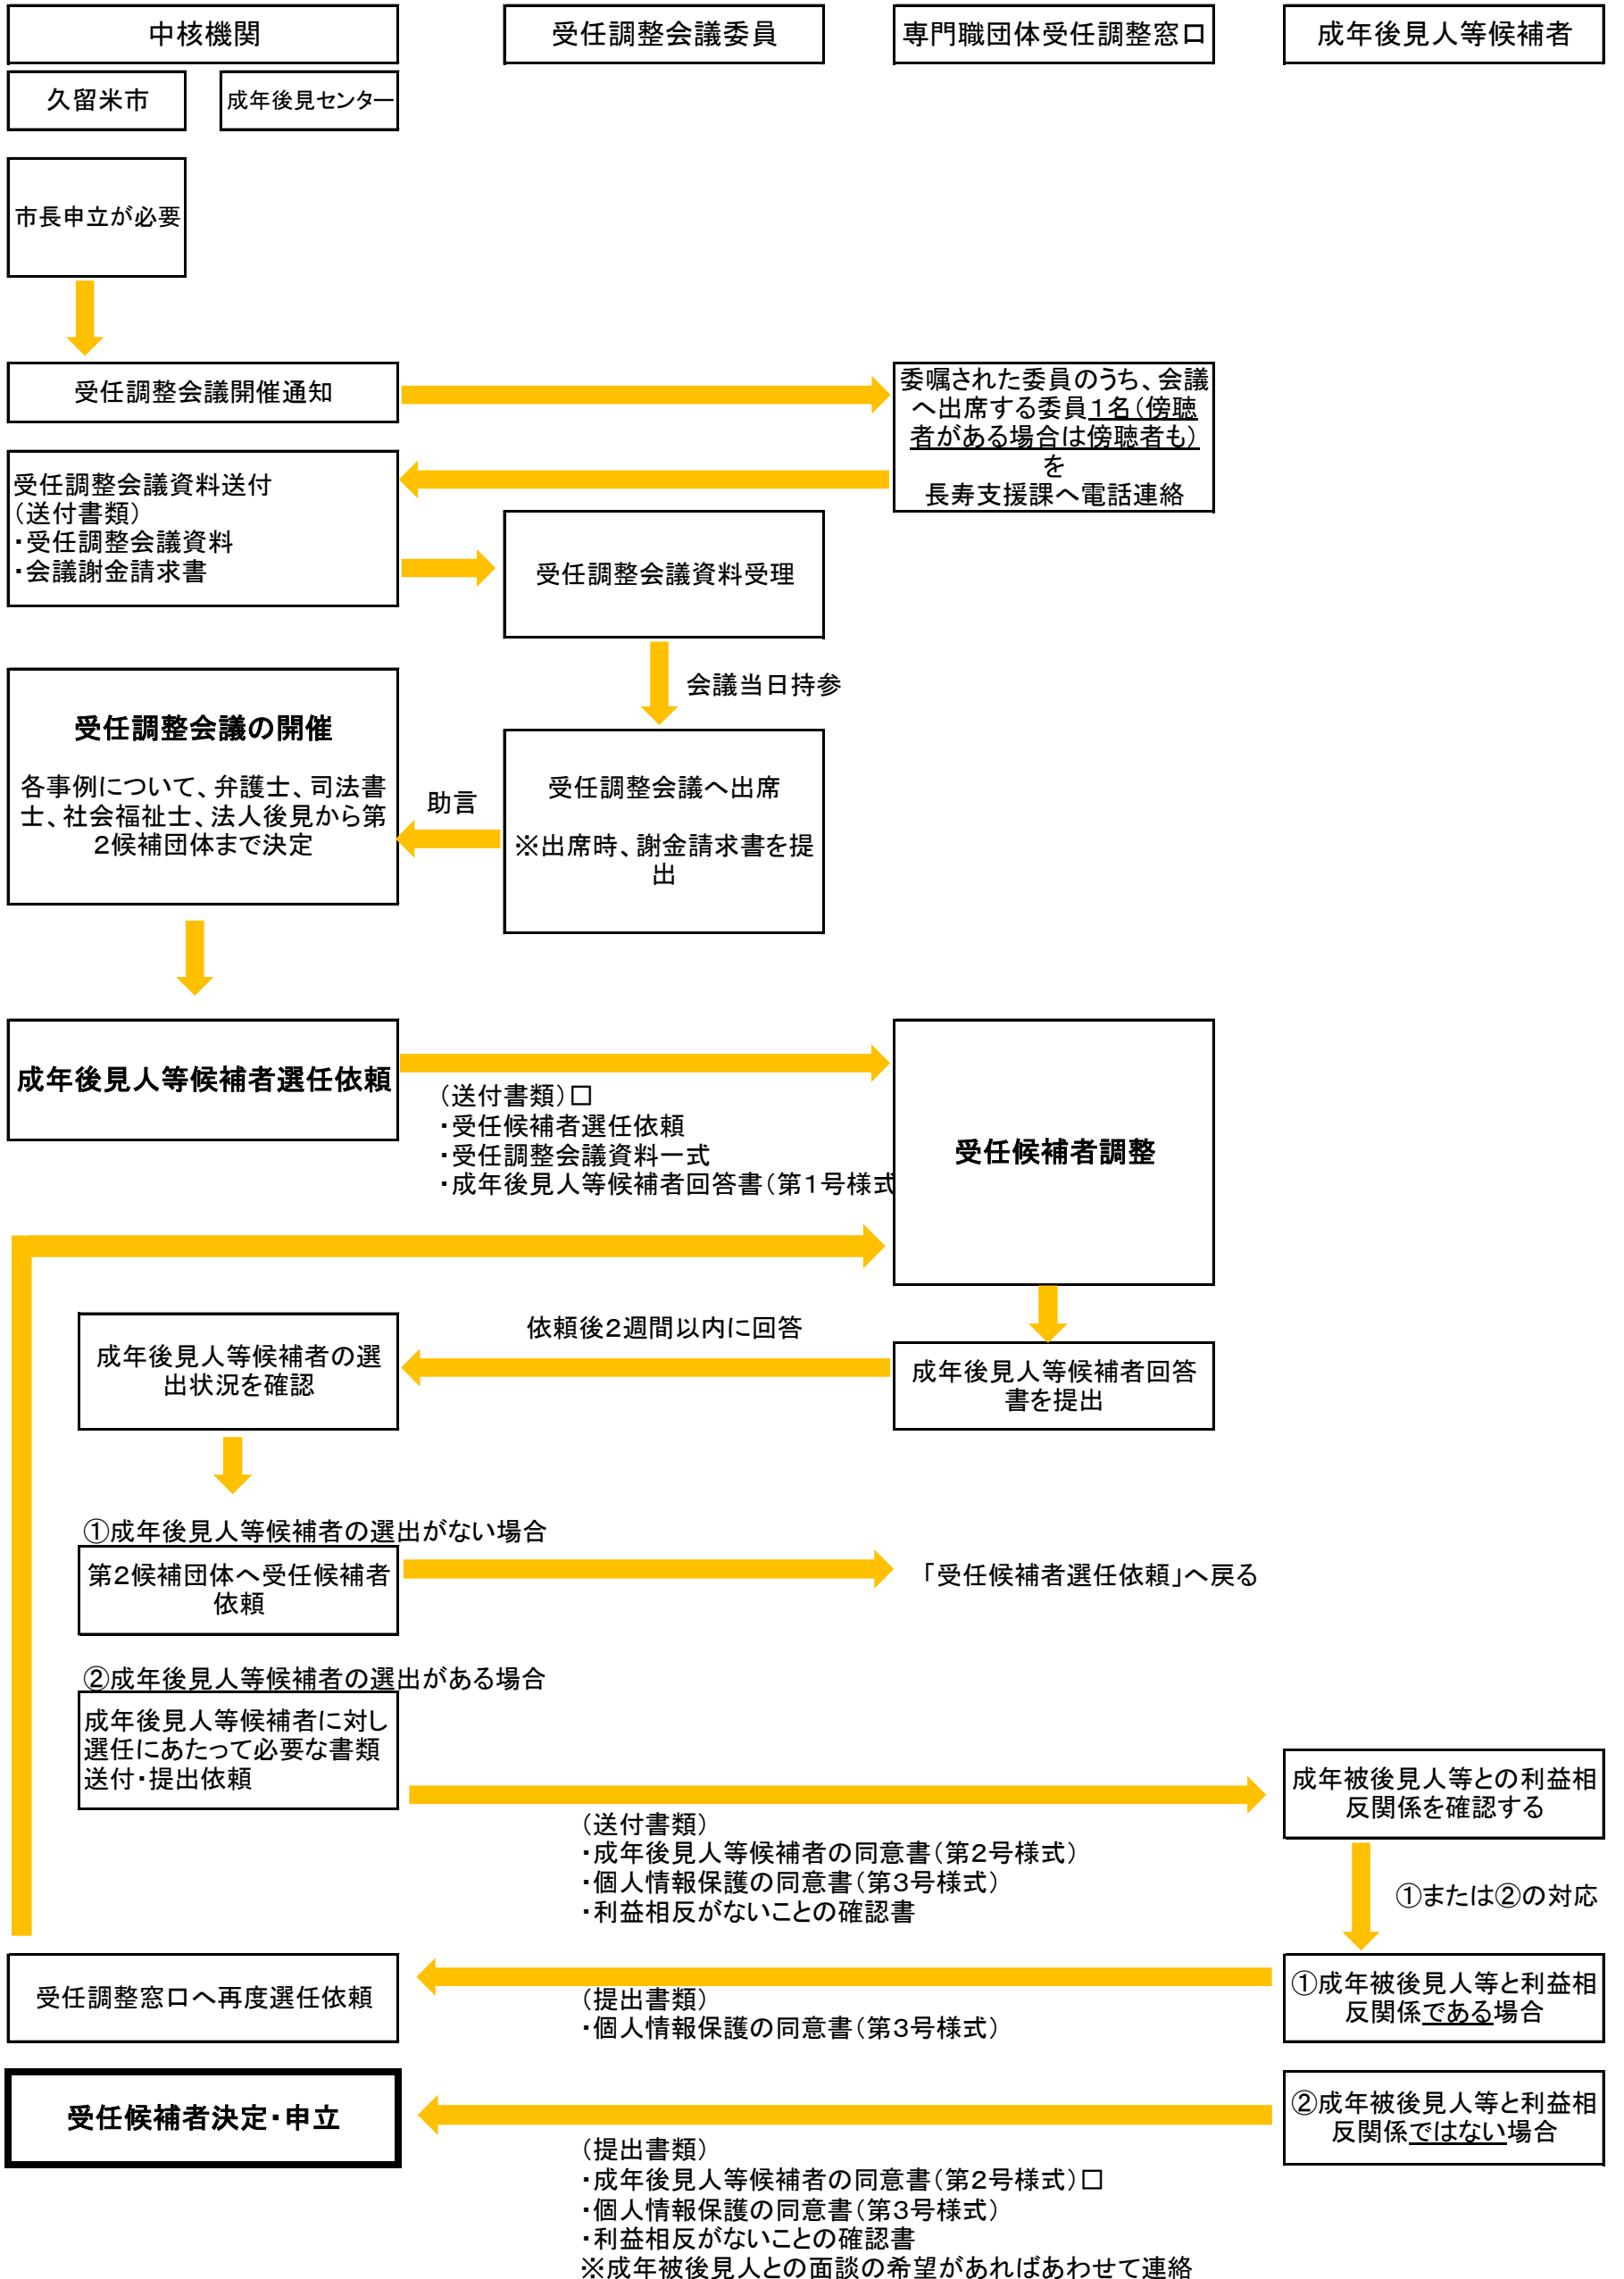 中核機関
受任調整会議委員
専門職団体受任調整窓口
成年後見人等候補者
久留米市
成年後見センター
市長申立が必要
受任調整会議開催通知
委嘱された委員のうち、会議
へ出席する委員１名（傍聴
者がある場合は傍聴者も）
を
長寿支援課へ電話連絡
受任調整会議資料送付
（送付書類）
・受任調整会議資料
・会議謝金請求書
受任調整会議資料受理
会議当日持参
受任調整会議の開催
各事例について、弁護士、司法書
士、社会福祉士、法人後見から第
２候補団体まで決定
助言
受任調整会議へ出席
※出席時、謝金請求書を提
出
成年後見人等候補者選任依頼
（送付書類）□
・受任候補者選任依頼
・受任調整会議資料一式
・成年後見人等候補者回答書（第１号様式
受任候補者調整
依頼後２週間以内に回答
成年後見人等候補者の選
出状況を確認
成年後見人等候補者回答
書を提出
①成年後見人等候補者の選出がない場合
第２候補団体へ受任候補者
依頼
「受任候補者選任依頼」へ戻る
②成年後見人等候補者の選出がある場合
成年後見人等候補者に対し
選任にあたって必要な書類
送付・提出依頼
成年被後見人等との利益相
反関係を確認する
（送付書類）
・成年後見人等候補者の同意書（第２号様式）
・個人情報保護の同意書（第３号様式）
・利益相反がないことの確認書
①または②の対応
受任調整窓口へ再度選任依頼
（提出書類）
・個人情報保護の同意書（第３号様式）
①成年被後見人等と利益相
反関係である場合
受任候補者決定・申立
②成年被後見人等と利益相
反関係ではない場合
（提出書類）
・成年後見人等候補者の同意書（第２号様式）□
・個人情報保護の同意書（第３号様式）
・利益相反がないことの確認書
※成年被後見人との面談の希望があればあわせて連絡